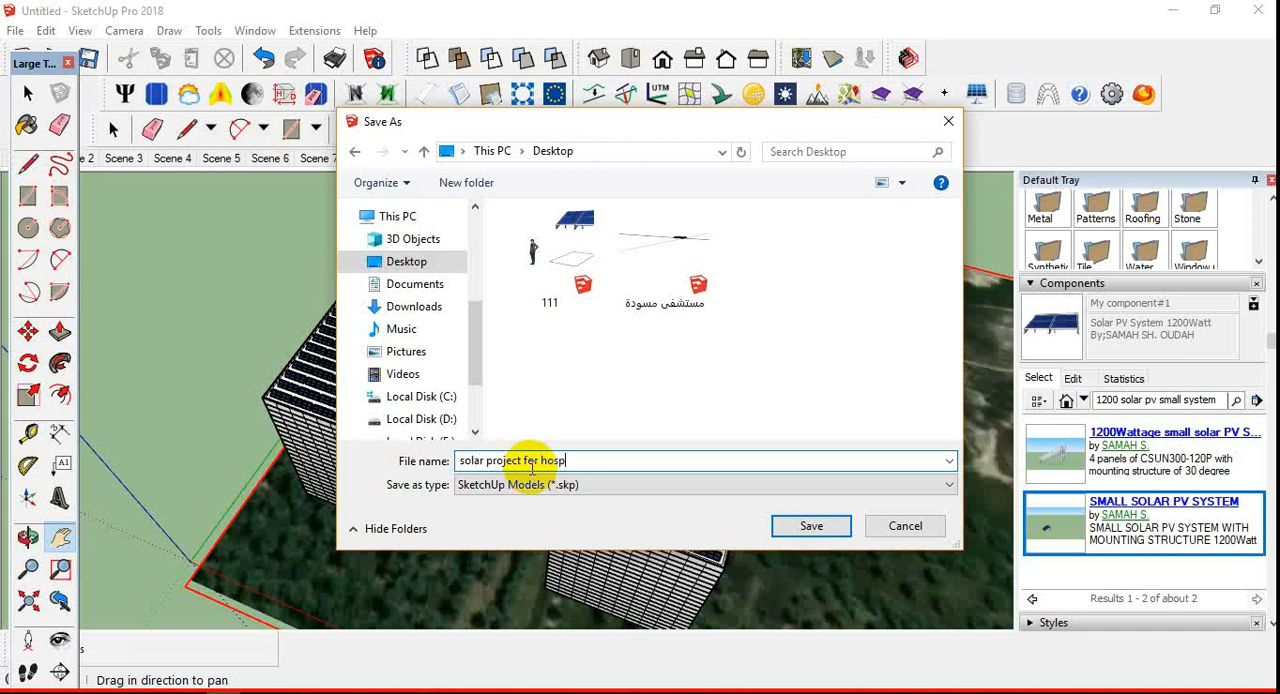 Untitled - SketchUp Pro 2018
File Edit View Camera Draw Tools Window Extensions Help
Large T...
UTM
e 2 Scene 3 Scene 4 Scene 5 Scene 6 Scene 7
Save As
This PC > Desktop
Search Desktop
Organize
New folder
This PC
3D Objects
Desktop
Documents
Downloads
Music
Pictures
Videos
Local Disk (C:)
Local Disk (D:)
111
مستشفى مسودة
File name: solar project for hosp
Save as type: SketchUp Models (*.skp)
Hide Folders
Save
Cancel
Default Tray
Metal Patterns Roofing Stone
Synthetic Tile Water
Components
My component#1
Solar PV System 1200Watt
By;SAMAH SH. OUDAH
Select Edit Statistics
1200 solar pv small system
1200Wattage small solar PV S...
by SAMAH S.
4 panels of CSUN300-120P with
mounting structure of 30 degree
SMALL SOLAR PV SYSTEM
by SAMAH S.
SMALL SOLAR PV SYSTEM WITH
MOUNTING STRUCTURE 1200Watt
Results 1 - 2 of about 2
Styles
s
Drag in direction to pan